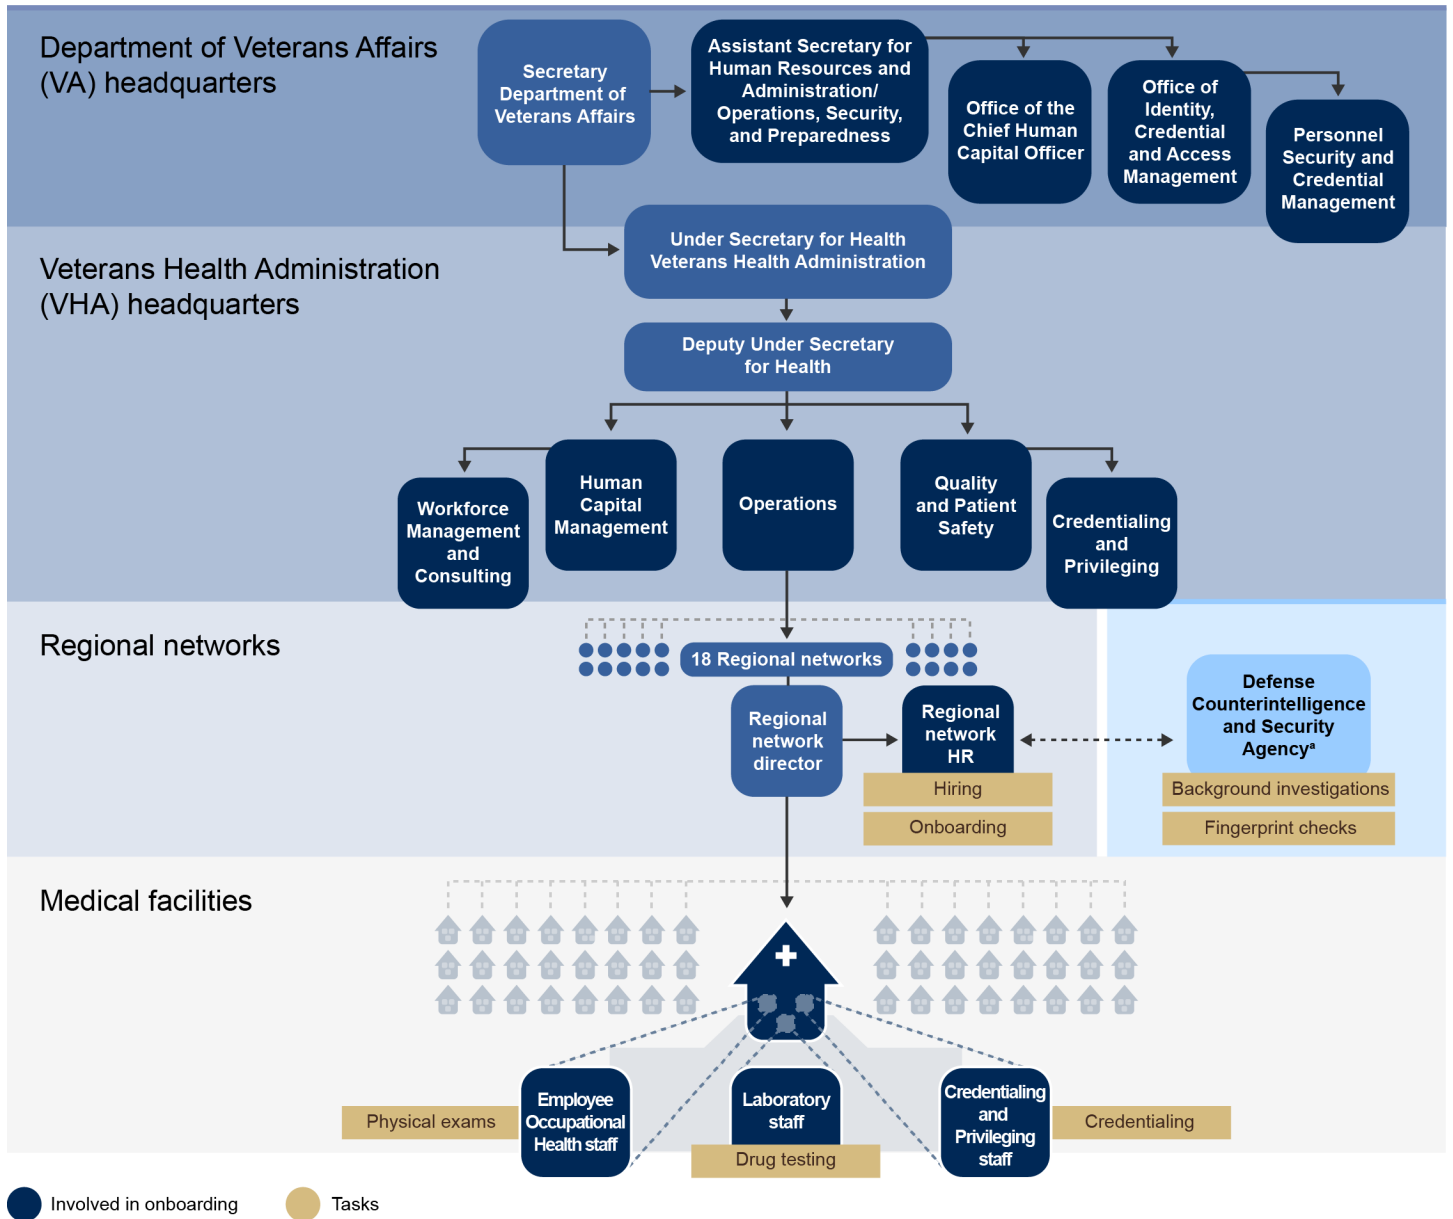 Department of Veterans Affairs
(VA) headquarters
Secretary
Department of
Veterans Affairs
Assistant Secretary for
Human Resources and
Administration/
Operations, Security,
and Preparedness
Office of the
Chief Human
Capital Officer
Office of
Identity,
Credential
and Access
Management
Personnel
Security and
Credential
Management
Veterans Health Administration
(VHA) headquarters
Under Secretary for Health
Veterans Health Administration
Deputy Under Secretary
for Health
Workforce
Management
and
Consulting
Human
Capital
Management
Operations
Quality
and Patient
Safety
Credentialing
and
Privileging
Regional networks
18 Regional networks
Regional
network
director
Regional
network
HR
Hiring
Onboarding
Defense
Counterintelligence
and Security
Agencyª
Background investigations
Fingerprint checks
Medical facilities
Physical exams
Employee
Occupational
Health staff
Laboratory
staff
Drug testing
Credentialing
and
Privileging
staff
Credentialing
Involved in onboarding
Tasks